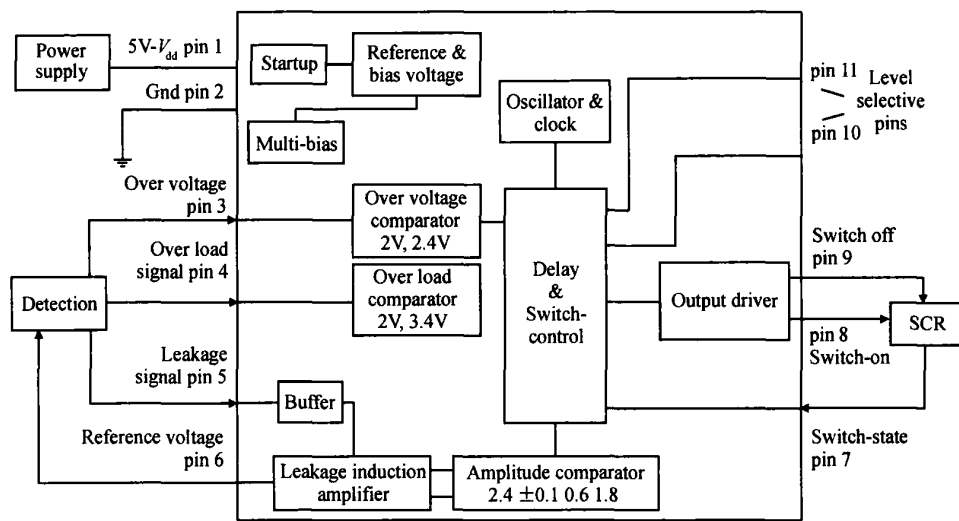 Power
supply
5V-Vdd pin 1
Gnd pin 2
Startup
Reference &
bias voltage
Multi-bias
Oscillator &
clock
pin 11
Level
selective
pins
pin 10
Over voltage
pin 3
Over voltage
comparator
2V, 2.4V
Over load
signal pin 4
Over load
comparator
2V, 3.4V
Detection
Delay
&
Switch-
control
Output driver
Switch off
pin 9
SCR
pin 8
Switch-on
Leakage
signal pin 5
Buffer
Reference voltage
pin 6
Leakage induction
amplifier
Amplitude comparator
2.4 ±0.1 0.6 1.8
Switch-state
pin 7